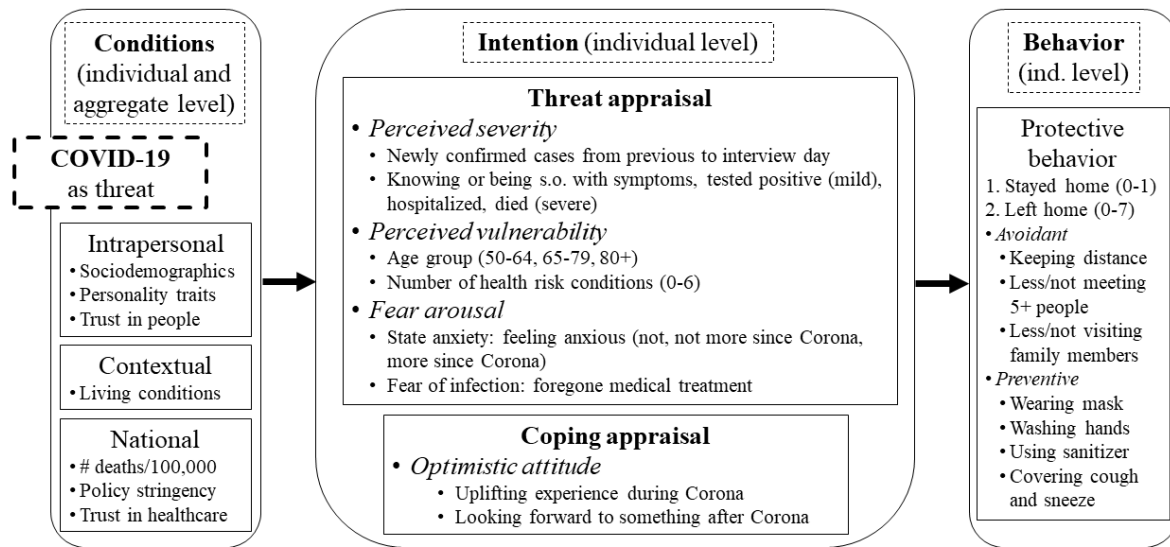 Conditions
(individual and
aggregate level)
COVID-19
as threat
Intrapersonal
• Sociodemographics
• Personality traits
• Trust in people
Contextual
• Living conditions
National
• # deaths/100,000
• Policy stringency
• Trust in healthcare
Intention (individual level)
Threat appraisal
• Perceived severity
• Newly confirmed cases from previous to interview day
• Knowing or being s.o. with symptoms, tested positive (mild),
hospitalized, died (severe)
• Perceived vulnerability
• Age group (50-64, 65-79, 80+)
• Number of health risk conditions (0-6)
• Fear arousal
• State anxiety: feeling anxious (not, not more since Corona,
more since Corona)
• Fear of infection: foregone medical treatment
Coping appraisal
• Optimistic attitude
• Uplifting experience during Corona
• Looking forward to something after Corona
Behavior
(ind. level)
Protective
behavior
1. Stayed home (0-1)
2. Left home (0-7)
• Avoidant
• Keeping distance
• Less/not meeting
5+ people
• Less/not visiting
family members
• Preventive
• Wearing mask
• Washing hands
• Using sanitizer
• Covering cough
and sneeze